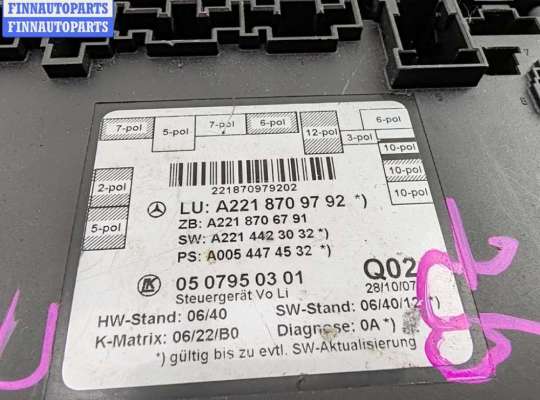 FINNAUTOPARTS
FINNAUTOPARTS
FINNAUTOPARTS
7-pol
5-pol
7-pol
6-pol
12-pol
6-pol
3-pol
10-pol
10-pol
10-pol
2-pol
5-pol
221870979202
LU: A221 870 97 92 *)
ZB: A221 870 67 91
SW: A221 442 30 32 *)
PS: A005 447 45 32 *)
05 0795 03 01
Q02
Steuergerät Vo Li
28/10/07
HW-Stand: 06/40
SW-Stand: 06/40/12 *)
K-Matrix: 06/22/B0
Diagnose: 0A *)
*) gültig bis zu evtl. SW-Aktualisierung